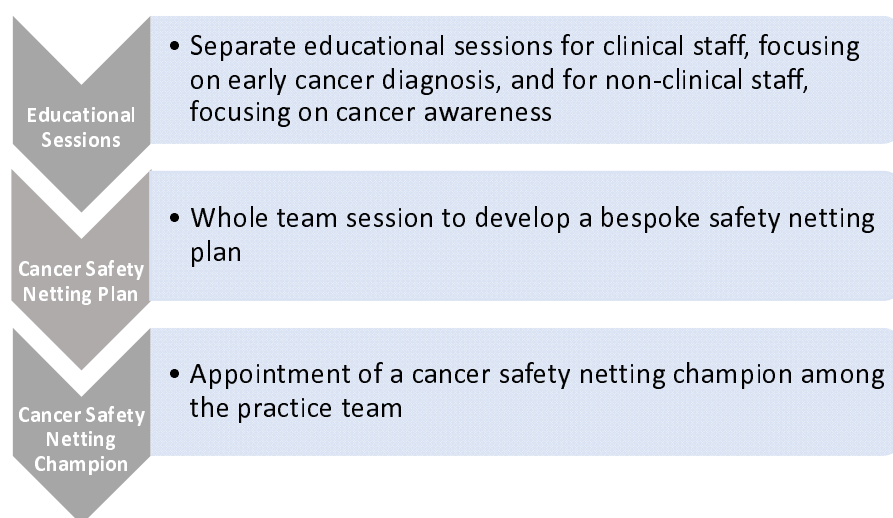 Educational
Sessions
• Separate educational sessions for clinical staff, focusing
on early cancer diagnosis, and for non-clinical staff,
focusing on cancer awareness
Cancer Safety
Netting Plan
• Whole team session to develop a bespoke safety netting
plan
Cancer Safety
Netting
Champion
• Appointment of a cancer safety netting champion among
the practice team